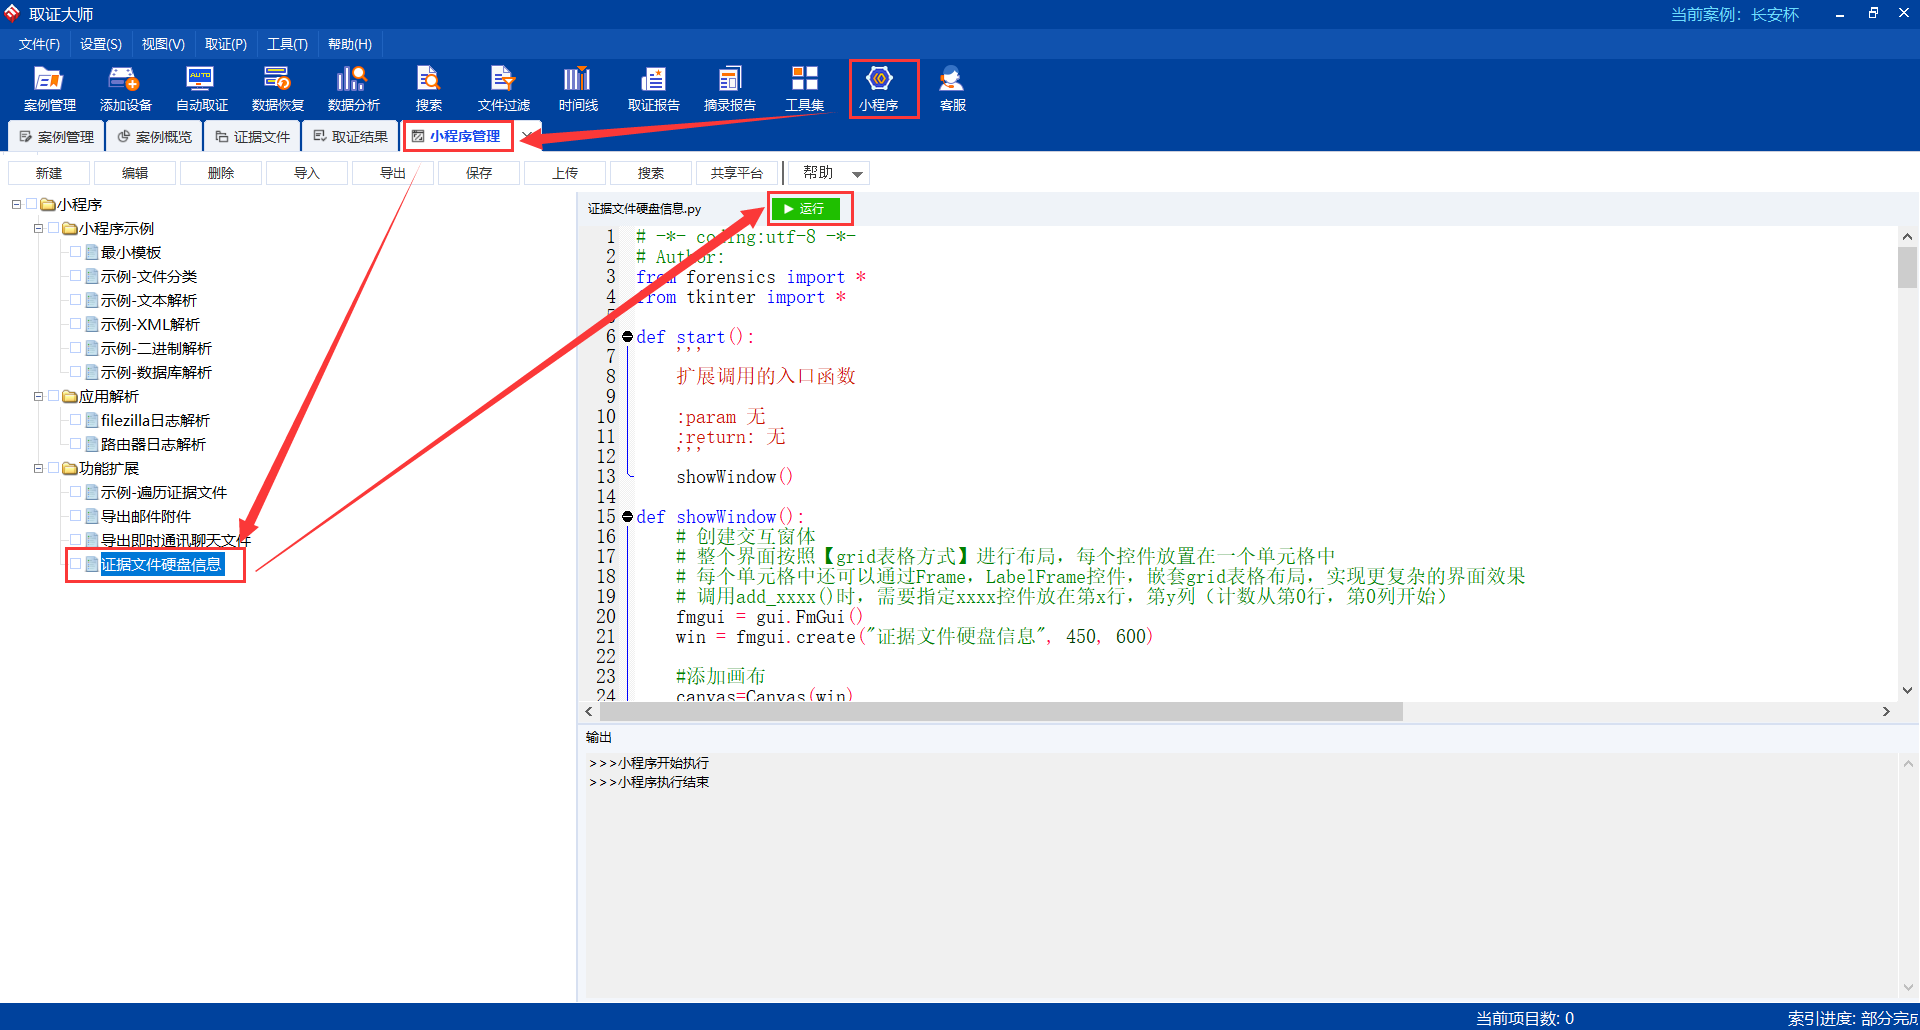 取证大师
当前案例：长安杯
文件(F) 设置(S) 视图(V) 取证(P) 工具(T) 帮助(H)
案例管理 添加设备 自动取证 数据恢复 数据分析 搜索 文件过滤 时间线 取证报告 摘录报告 工具集 小程序 客服
案例管理 案例概览 证据文件 取证结果 小程序管理
新建 编辑 删除 导入 导出 保存 上传 搜索 共享平台 帮助
小程序
小程序示例
最小模板
示例-文件分类
示例-文本解析
示例-XML解析
示例-二进制解析
示例-数据库解析
应用解析
filezilla日志解析
路由器日志解析
功能扩展
示例-遍历证据文件
导出邮件附件
导出即时通讯聊天文件
证据文件硬盘信息
证据文件硬盘信息.py 运行
1 # -*- coding:utf-8 -*-
2 # Author:
3 from forensics import *
4 from tkinter import *
5
6 def start():
7 '''
8 扩展调用的入口函数
9
10 :param 无
11 :return: 无
12 '''
13 showWindow()
14
15 def showWindow():
16 # 创建交互窗体
17 # 整个界面按照【grid表格方式】进行布局，每个控件放置在一个单元格中
18 # 每个单元格中还可以通过Frame，LabelFrame控件，嵌套grid表格布局，实现更复杂的界面效果
19 # 调用add_xxxx()时，需要指定xxxx控件放在第x行，第y列（计数从第0行，第0列开始）
20 fmgui = gui.FmGui()
21 win = fmgui.create("证据文件硬盘信息", 450, 600)
22
23 #添加画布
24 canvas=Canvas(win)
输出
>>>小程序开始执行
>>>小程序执行结束
当前项目数: 0
索引进度: 部分完成